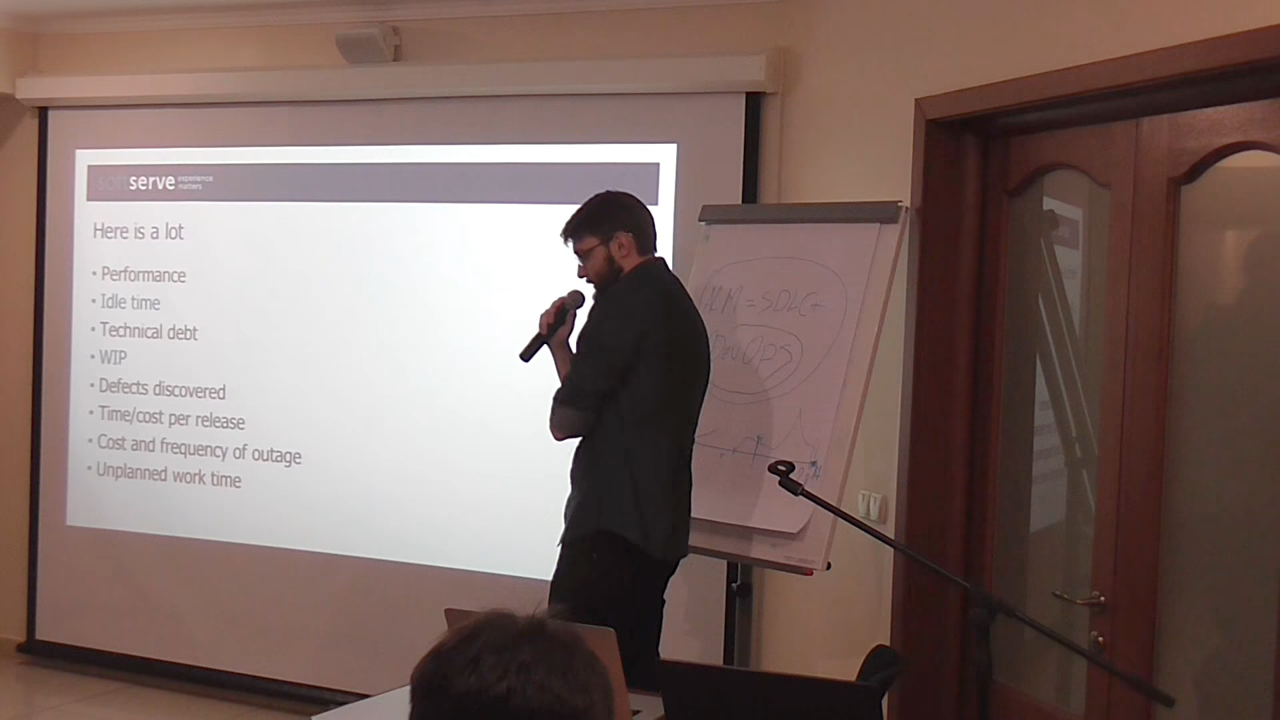 softserve experience matters
Here is a lot
• Performance
• Idle time
• Technical debt
• WIP
• Defects discovered
• Time/cost per release
• Cost and frequency of outage
• Unplanned work time
= SDLC+
DevOps